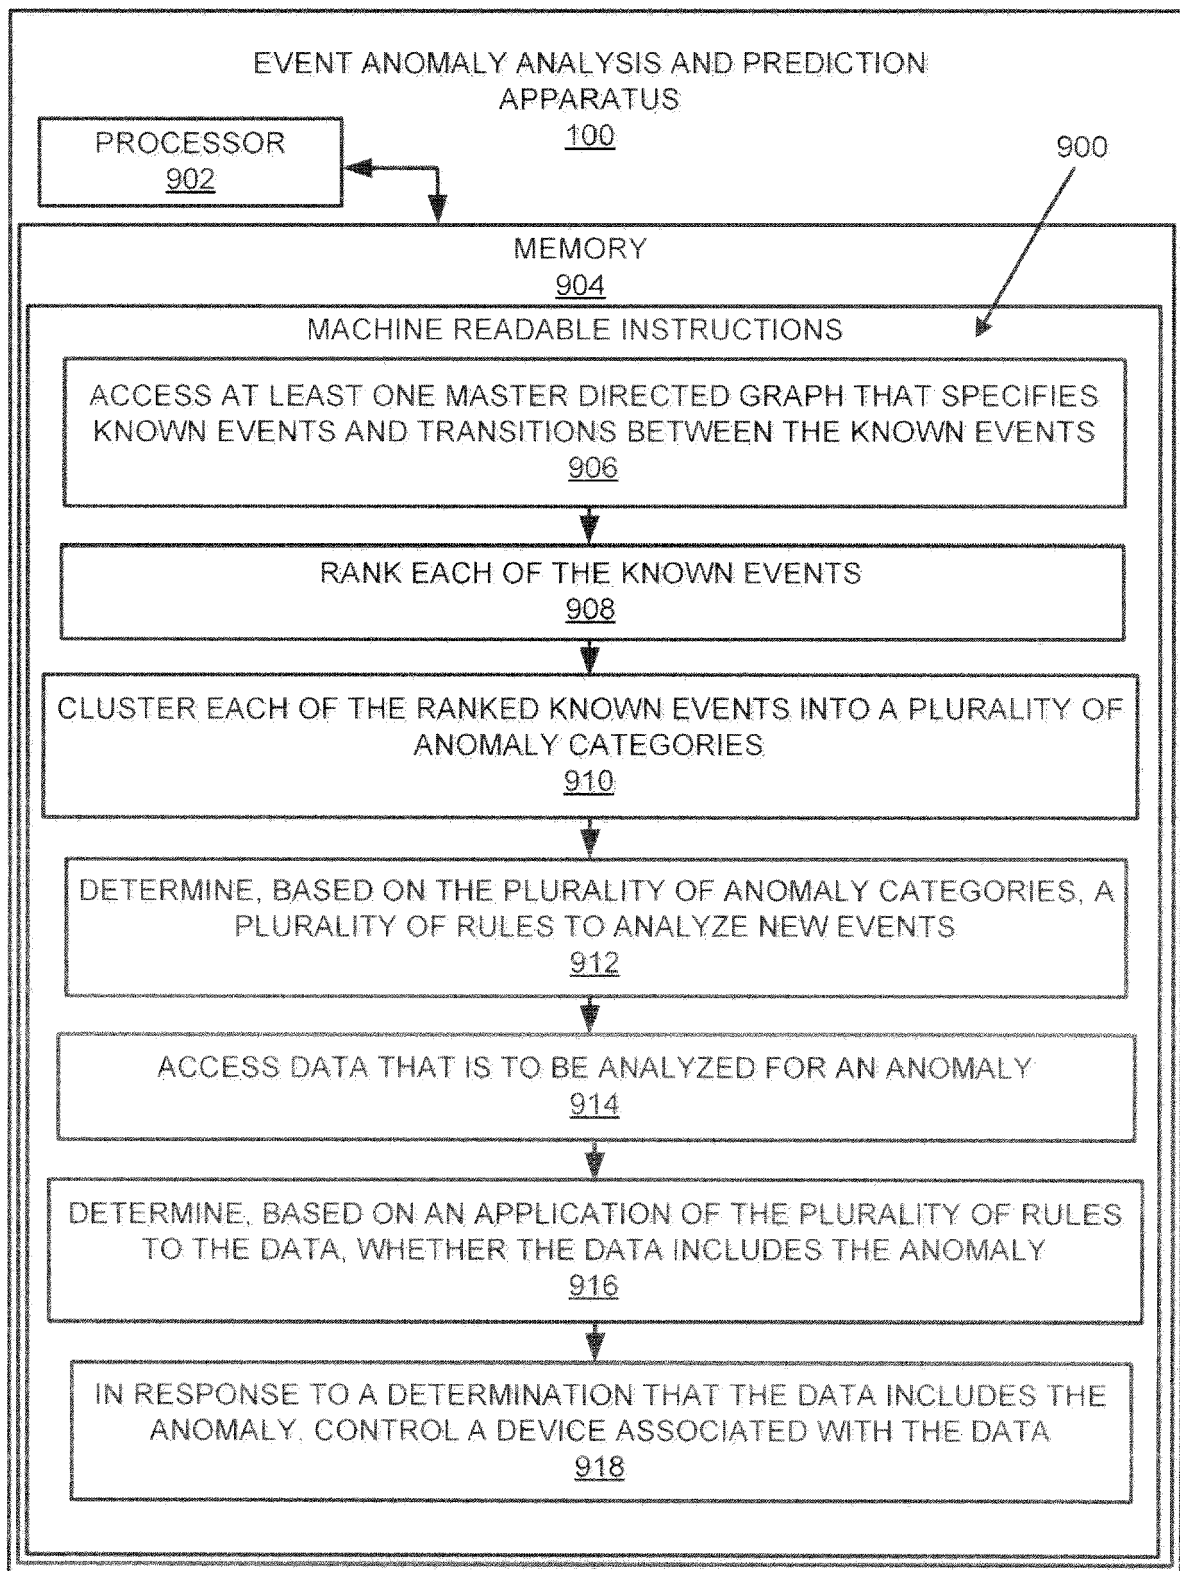 EVENT ANOMALY ANALYSIS AND PREDICTION
APPARATUS
100
PROCESSOR
902
900
MEMORY
904
MACHINE READABLE INSTRUCTIONS
ACCESS AT LEAST ONE MASTER DIRECTED GRAPH THAT SPECIFIES
KNOWN EVENTS AND TRANSITIONS BETWEEN THE KNOWN EVENTS
906
RANK EACH OF THE KNOWN EVENTS
908
CLUSTER EACH OF THE RANKED KNOWN EVENTS INTO A PLURALITY OF
ANOMALY CATEGORIES
910
DETERMINE, BASED ON THE PLURALITY OF ANOMALY CATEGORIES, A
PLURALITY OF RULES TO ANALYZE NEW EVENTS
912
ACCESS DATA THAT IS TO BE ANALYZED FOR AN ANOMALY
914
DETERMINE, BASED ON AN APPLICATION OF THE PLURALITY OF RULES
TO THE DATA, WHETHER THE DATA INCLUDES THE ANOMALY
916
IN RESPONSE TO A DETERMINATION THAT THE DATA INCLUDES THE
ANOMALY, CONTROL A DEVICE ASSOCIATED WITH THE DATA
918